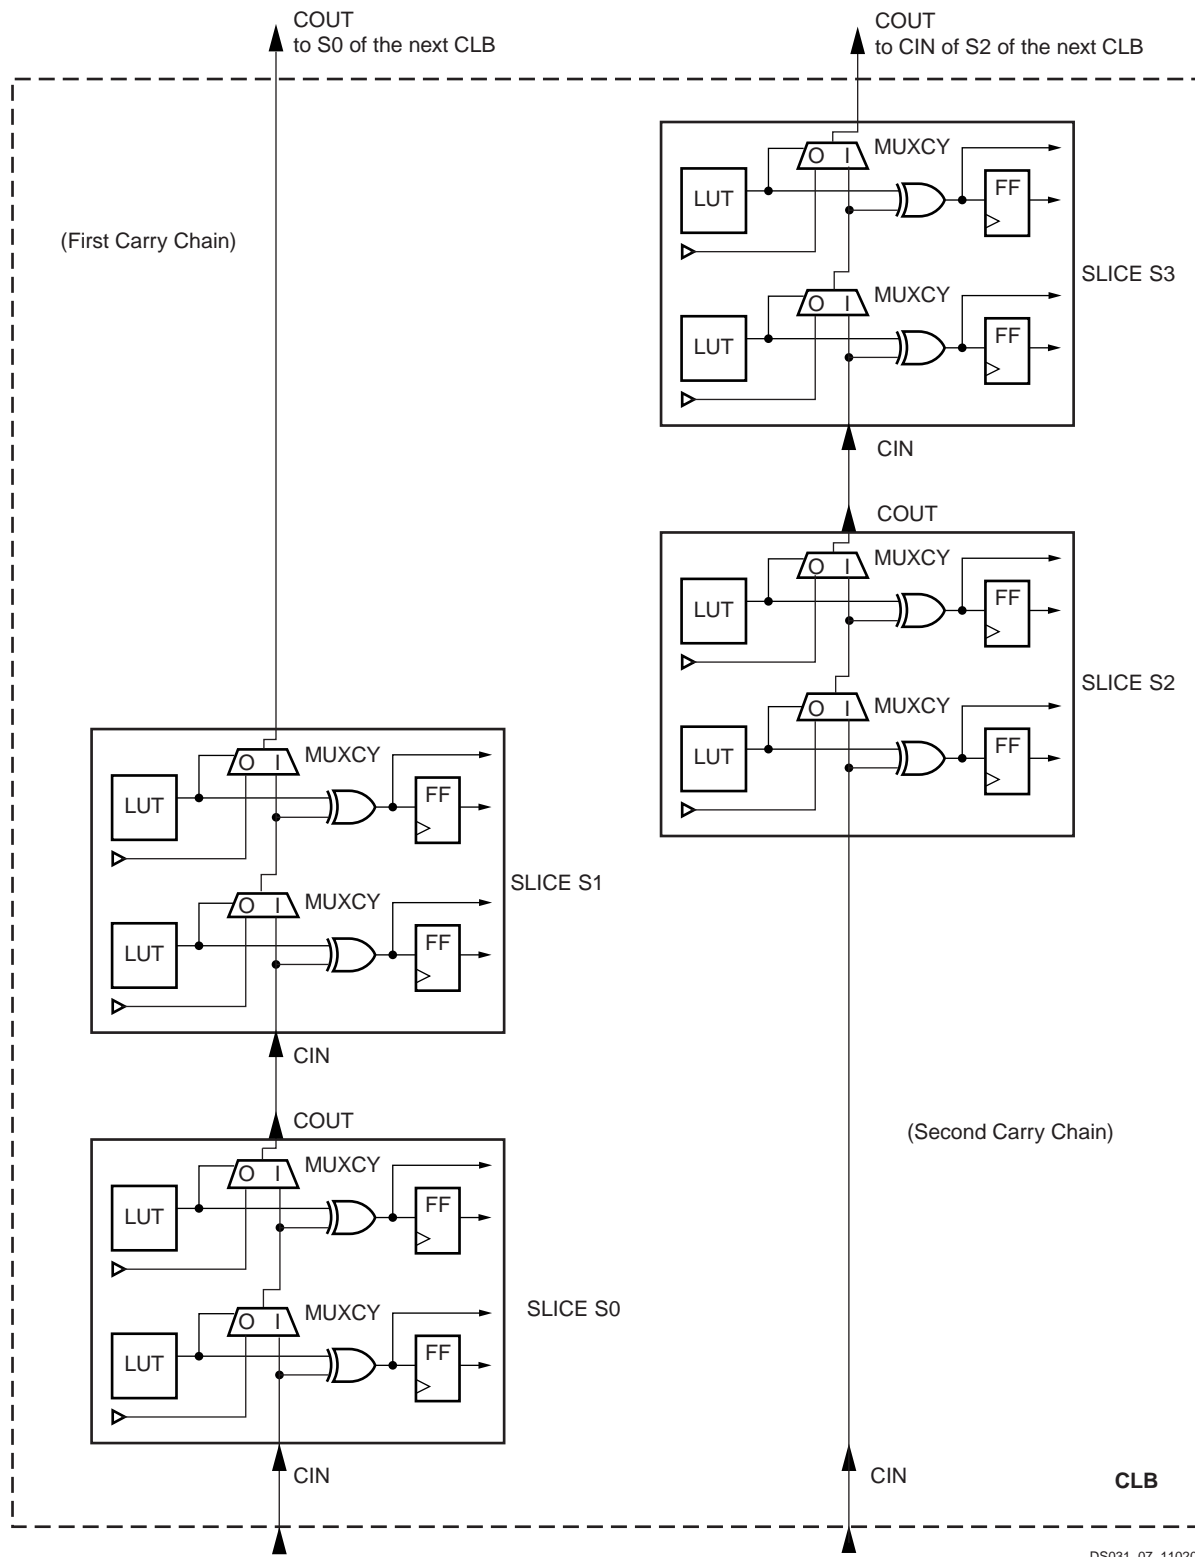 COUT
to S0 of the next CLB
COUT
to CIN of S2 of the next CLB
(First Carry Chain)
O I
MUXCY
LUT
FF
SLICE S3
O I
MUXCY
LUT
FF
CIN
COUT
O I
MUXCY
LUT
FF
SLICE S2
O I
MUXCY
LUT
FF
O I
MUXCY
LUT
FF
SLICE S1
O I
MUXCY
LUT
FF
CIN
COUT
(Second Carry Chain)
O I
MUXCY
LUT
FF
SLICE S0
O I
MUXCY
LUT
FF
CIN
CIN
CLB